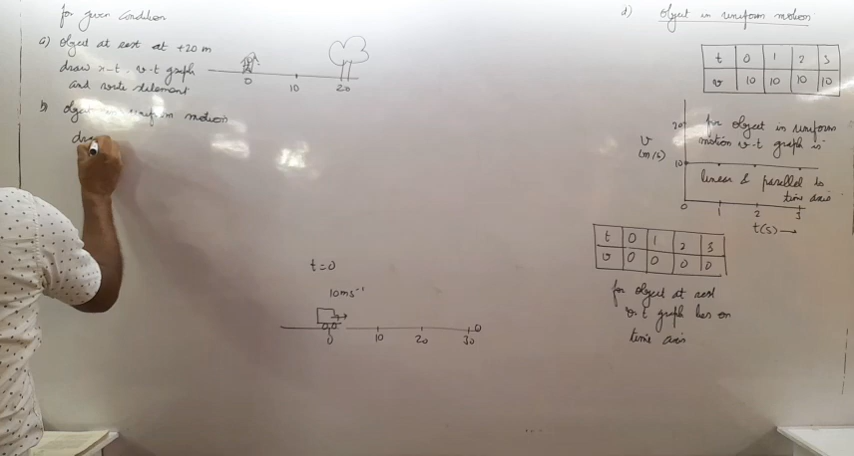 for given condition
a) Object at rest at +20 m
draw x-t, v-t graph
and write statement
0 10 20
b) Object in uniform motion
draw
t=0
10ms⁻¹
0 10 20 30
d) Object in uniform motion
t 0 1 2 3
v 10 10 10 10
v
(m/s)
20
10
0 1 2 3
t(s) →
for object in uniform
motion v-t graph is
linear & parallel to
time axis
t 0 1 2 3
v 0 0 0 0
for object at rest
v-t graph lies on
time axis